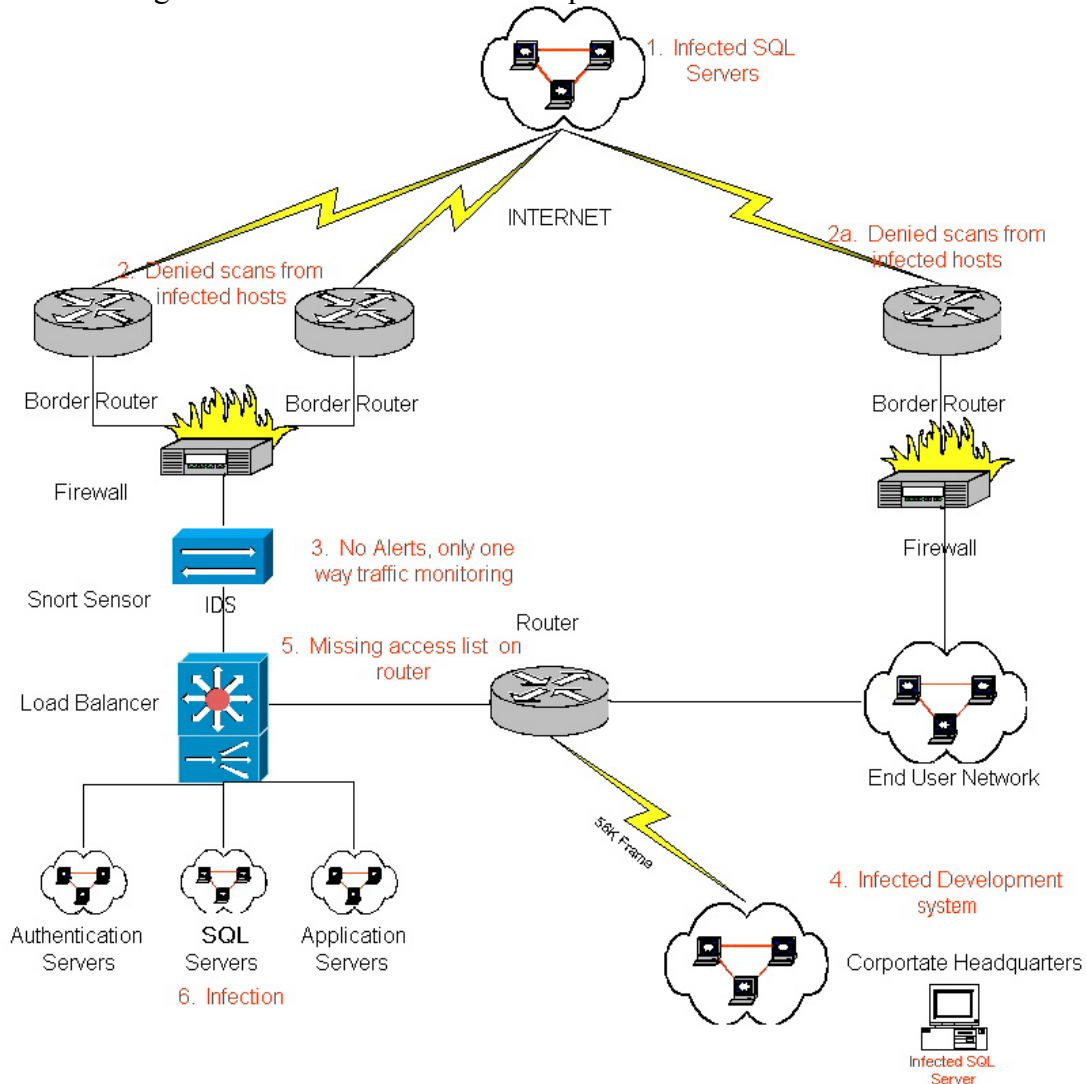 1. Infected SQL
Servers
INTERNET
2. Denied scans from
infected hosts
2a. Denied scans from
infected hosts
Border Router
Border Router
Border Router
Firewall
Firewall
3. No Alerts, only one
way traffic monitoring
Snort Sensor
IDS
Router
5. Missing access list on
router
Load Balancer
End User Network
56K Frame
4. Infected Development
system
Authentication
Servers
SQL
Servers
Application
Servers
Corportate Headquarters
6. Infection
Infected SQL
Server